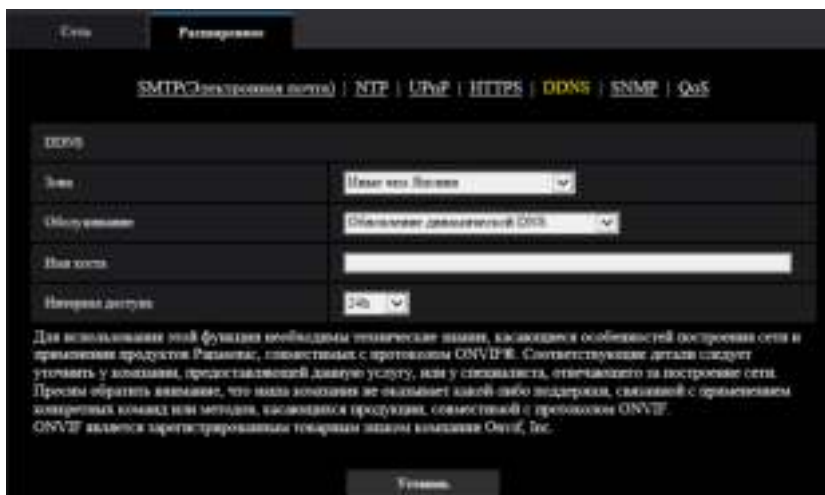 Сеть Расширенное
SMTP(Электронная почта) | NTP | UPnP | HTTPS | DDNS | SNMP | QoS
DDNS
Зона Иные чем Япония
Обслуживание Обновление динамической DNS
Имя хоста
Интервал доступа 24h
Для использования этой функции необходимы технические знания, касающиеся особенностей построения сети и
применения продуктов Panasonic, совместимых с протоколом ONVIF®. Соответствующие детали следует
уточнить у компании, предоставляющей данную услугу, или у специалиста, отвечающего за построение сети.
Просим обратить внимание, что наша компания не оказывает какой-либо поддержки, связанной с применением
конкретных команд или методов, касающихся продукции, совместимой с протоколом ONVIF.
ONVIF является зарегистрированным товарным знаком компании Onvif, Inc.
Установ.